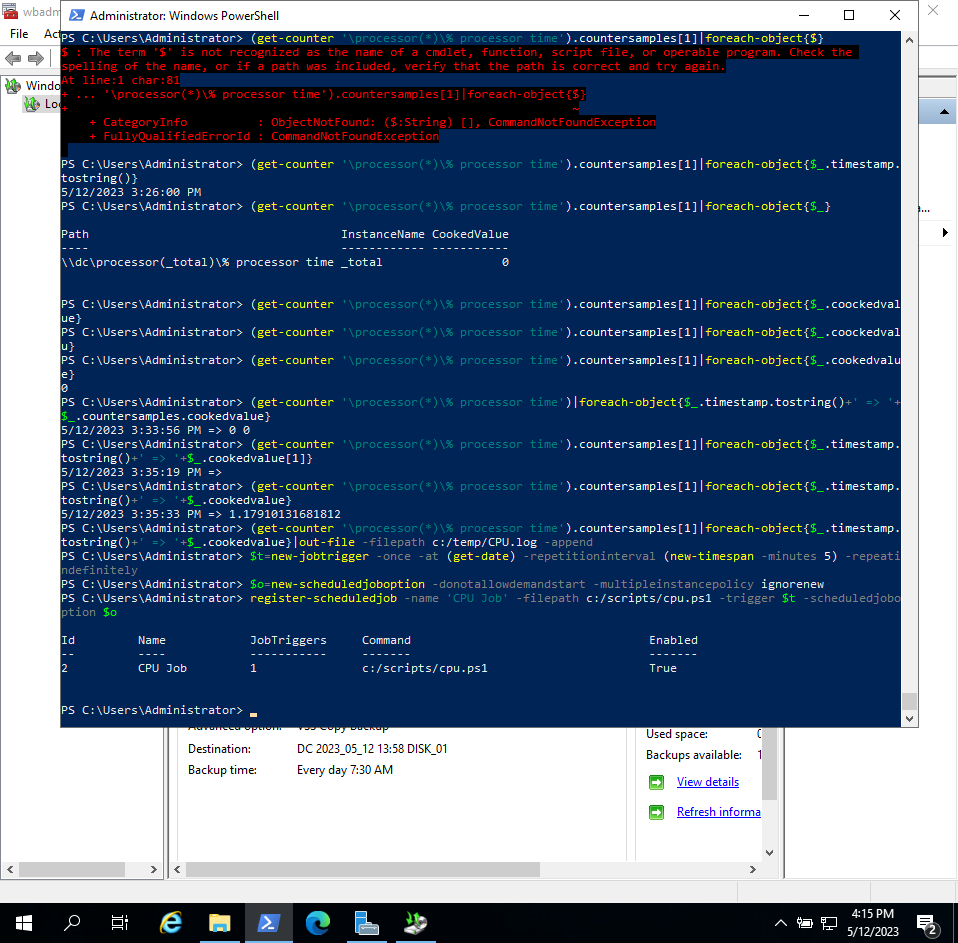 wbadm
Administrator: Windows PowerShell
File
Windo
Loc
PS C:\Users\Administrator> (get-counter '\processor(*)\% processor time').countersamples[1]|foreach-object{$}
$ : The term '$' is not recognized as the name of a cmdlet, function, script file, or operable program. Check the
spelling of the name, or if a path was included, verify that the path is correct and try again.
At line:1 char:81
+ ... '\processor(*)\% processor time').countersamples[1]|foreach-object{$}
+ ~
+ CategoryInfo : ObjectNotFound: ($:String) [], CommandNotFoundException
+ FullyQualifiedErrorId : CommandNotFoundException
PS C:\Users\Administrator> (get-counter '\processor(*)\% processor time').countersamples[1]|foreach-object{$_.timestamp.
tostring()}
5/12/2023 3:26:00 PM
PS C:\Users\Administrator> (get-counter '\processor(*)\% processor time').countersamples[1]|foreach-object{$_}
Path InstanceName CookedValue
---- ------------ -----------
\\dc\processor(_total)\% processor time _total 0
PS C:\Users\Administrator> (get-counter '\processor(*)\% processor time').countersamples[1]|foreach-object{$_.coockedval
ue}
PS C:\Users\Administrator> (get-counter '\processor(*)\% processor time').countersamples[1]|foreach-object{$_.coockedval
u}
PS C:\Users\Administrator> (get-counter '\processor(*)\% processor time').countersamples[1]|foreach-object{$_.cookedvalu
e}
0
PS C:\Users\Administrator> (get-counter '\processor(*)\% processor time')|foreach-object{$_.timestamp.tostring()+' => '+
$_.countersamples.cookedvalue}
5/12/2023 3:33:56 PM => 0 0
PS C:\Users\Administrator> (get-counter '\processor(*)\% processor time').countersamples[1]|foreach-object{$_.timestamp.
tostring()+' => '+$_.cookedvalue[1]}
5/12/2023 3:35:19 PM =>
PS C:\Users\Administrator> (get-counter '\processor(*)\% processor time').countersamples[1]|foreach-object{$_.timestamp.
tostring()+' => '+$_.cookedvalue}
5/12/2023 3:35:33 PM => 1.17910131681812
PS C:\Users\Administrator> (get-counter '\processor(*)\% processor time').countersamples[1]|foreach-object{$_.timestamp.
tostring()+' => '+$_.cookedvalue}|out-file -filepath c:/temp/CPU.log -append
PS C:\Users\Administrator> $t=new-jobtrigger -once -at (get-date) -repetitioninterval (new-timespan -minutes 5) -repeati
ndefinitely
PS C:\Users\Administrator> $o=new-scheduledjoboption -donotallowdemandstart -multipleinstancepolicy ignorenew
PS C:\Users\Administrator> register-scheduledjob -name 'CPU Job' -filepath c:/scripts/cpu.ps1 -trigger $t -scheduledjobo
ption $o
Id Name JobTriggers Command Enabled
-- ---- ----------- ------- -------
2 CPU Job 1 c:/scripts/cpu.ps1 True
PS C:\Users\Administrator>
Advanced option: VSS Copy Backup
Destination: DC 2023_05_12 13:58 DISK_01
Backup time: Every day 7:30 AM
Used space:
Backups available: 1
View details
Refresh informa
4:15 PM
5/12/2023
2